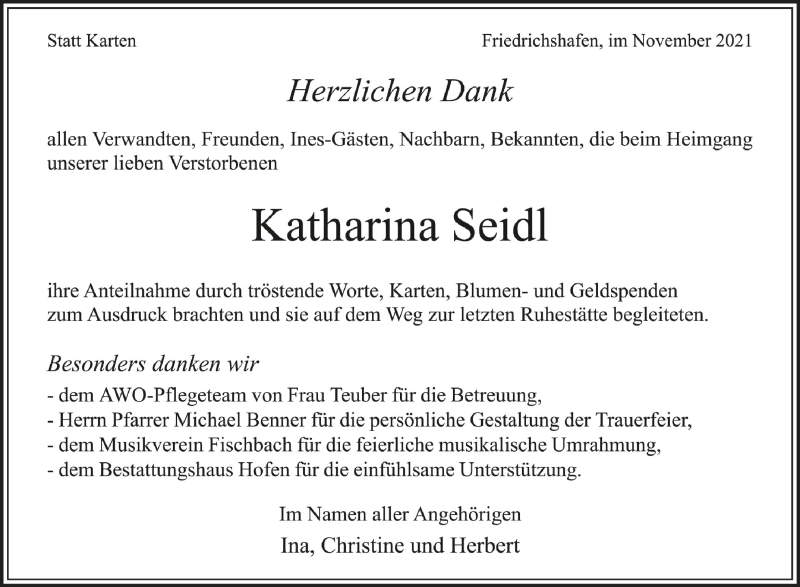 Statt Karten
Friedrichshafen, im November 2021
Herzlichen Dank
allen Verwandten, Freunden, Ines-Gästen, Nachbarn, Bekannten, die beim Heimgang
unserer lieben Verstorbenen
Katharina Seidl
ihre Anteilnahme durch tröstende Worte, Karten, Blumen- und Geldspenden
zum Ausdruck brachten und sie auf dem Weg zur letzten Ruhestätte begleiteten.
Besonders danken wir
- dem AWO-Pflegeteam von Frau Teuber für die Betreuung,
- Herrn Pfarrer Michael Benner für die persönliche Gestaltung der Trauerfeier,
- dem Musikverein Fischbach für die feierliche musikalische Umrahmung,
- dem Bestattungshaus Hofen für die einfühlsame Unterstützung.
Im Namen aller Angehörigen
Ina, Christine und Herbert